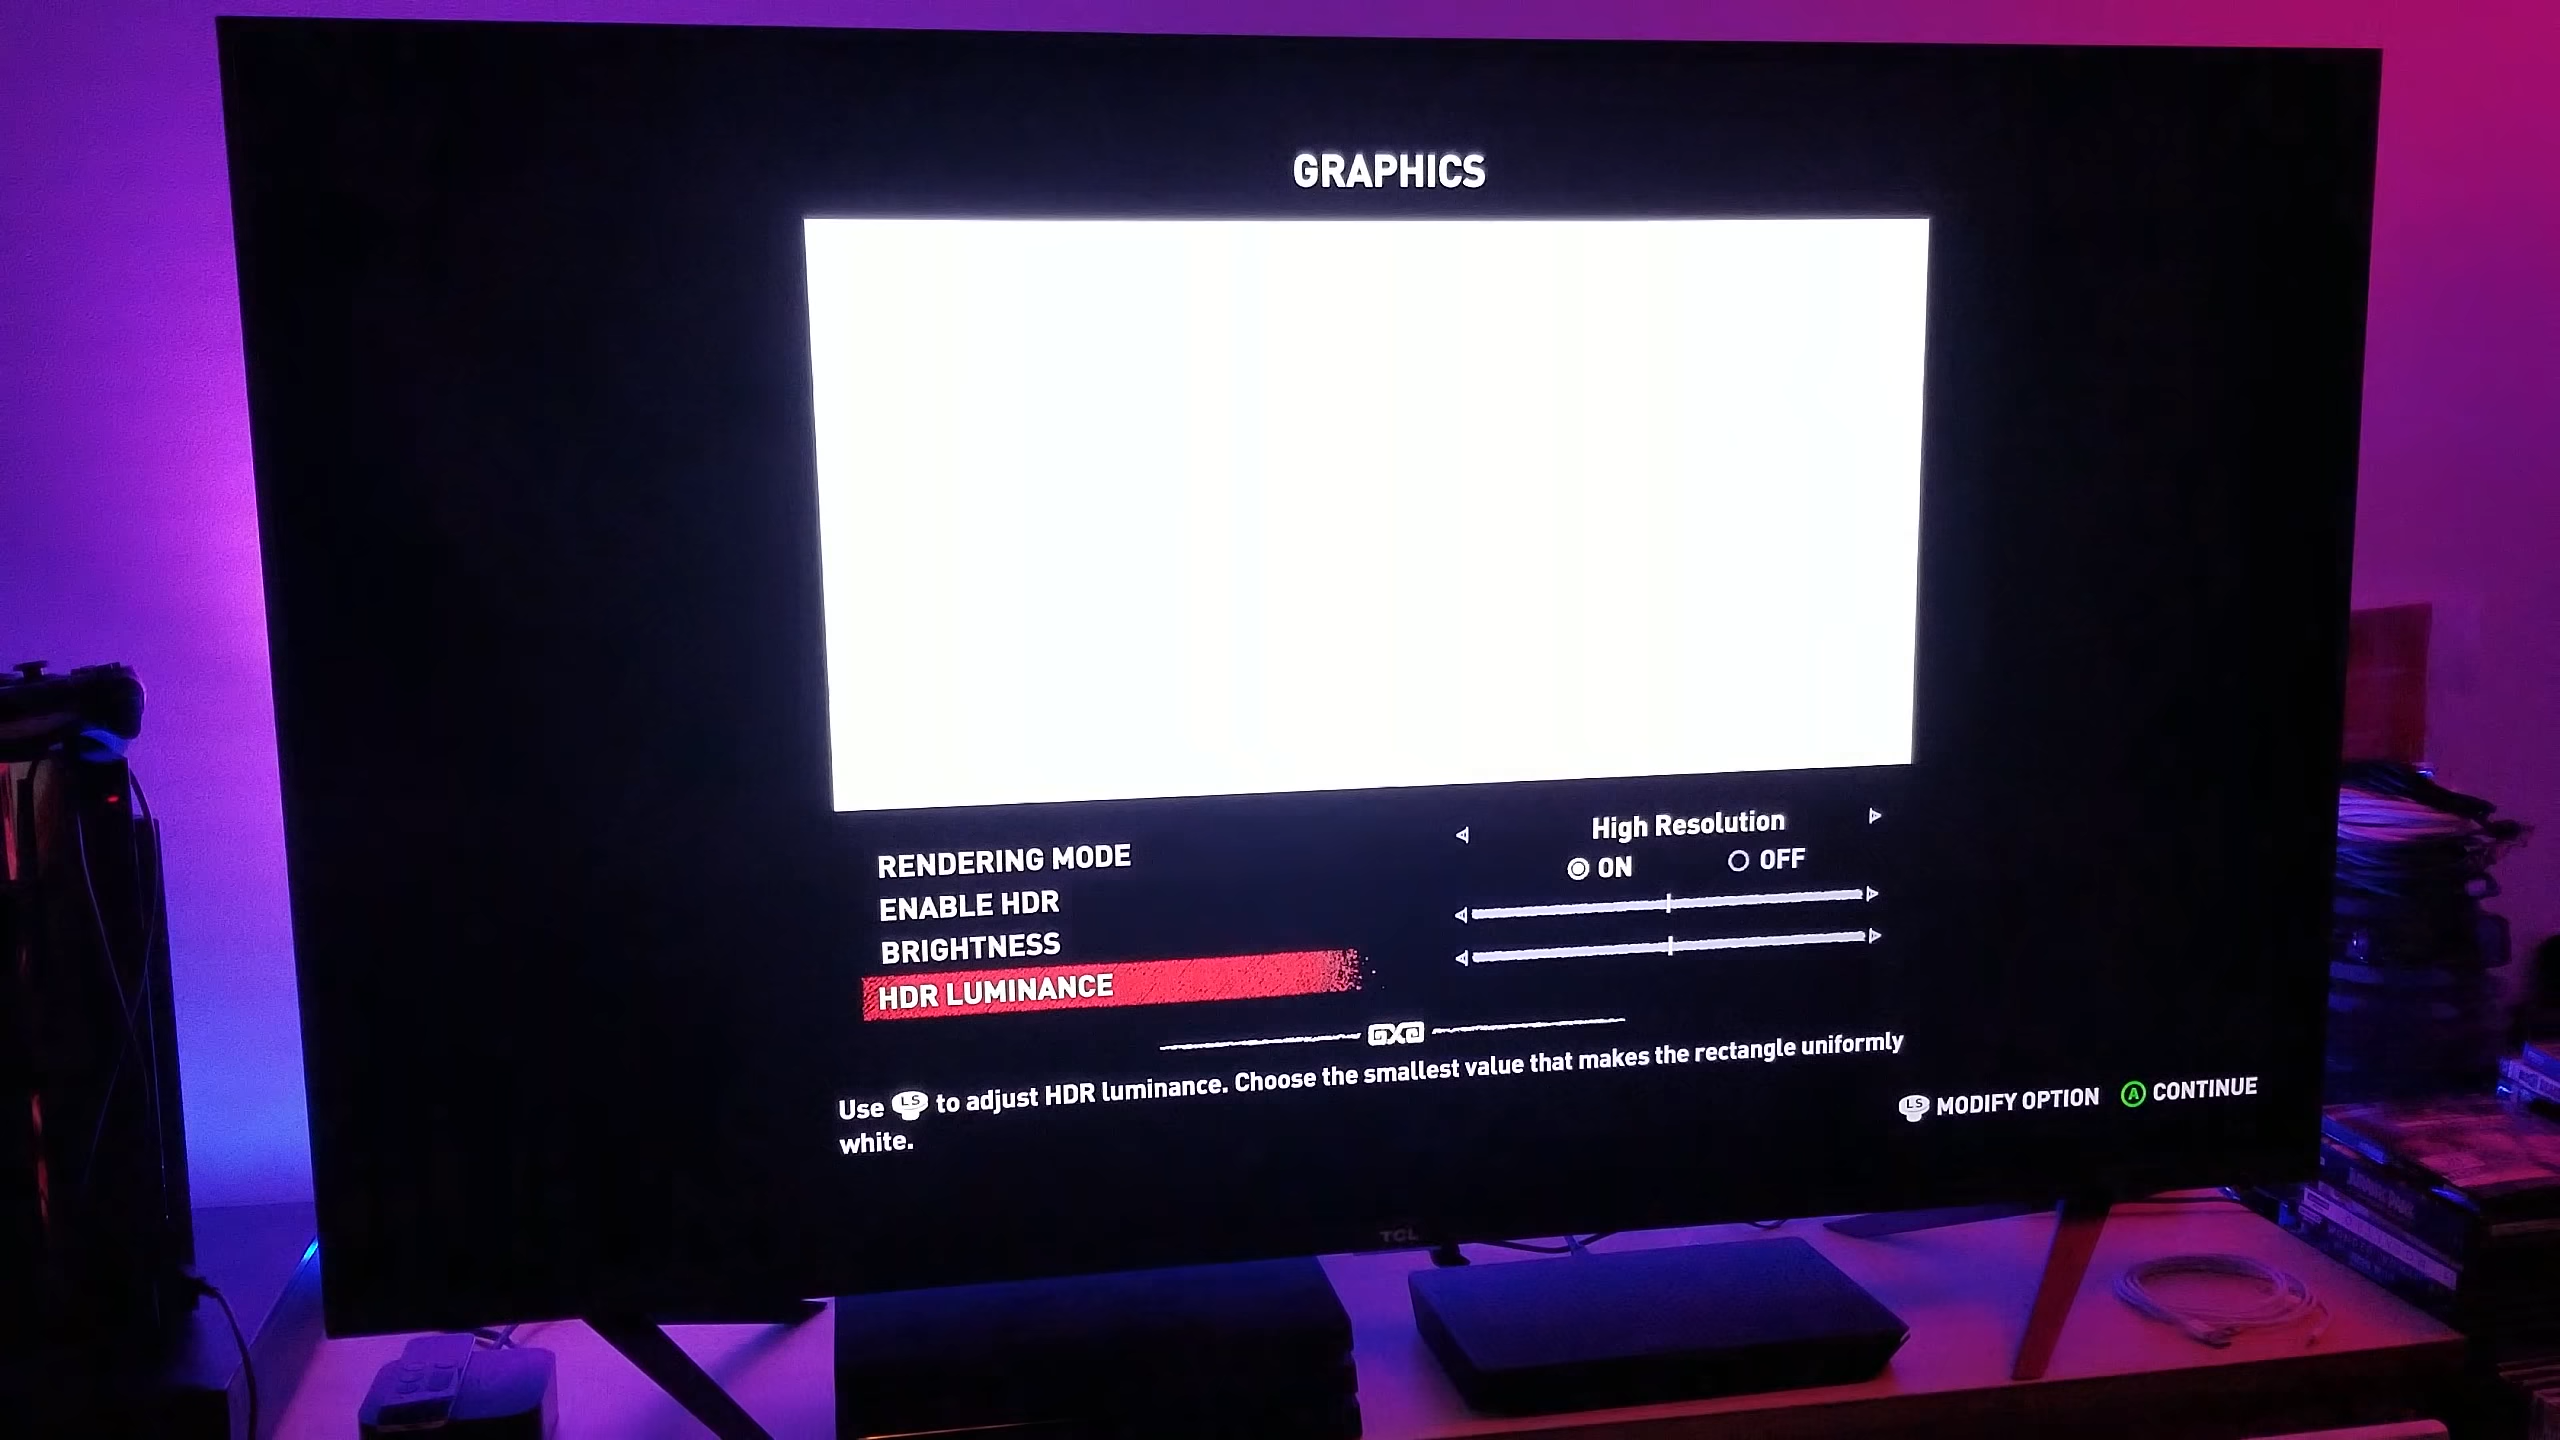 GRAPHICS
RENDERING MODE
High Resolution
ENABLE HDR
ON
OFF
BRIGHTNESS
HDR LUMINANCE
Use LS to adjust HDR luminance. Choose the smallest value that makes the rectangle uniformly
white.
LS MODIFY OPTION A CONTINUE
TCL